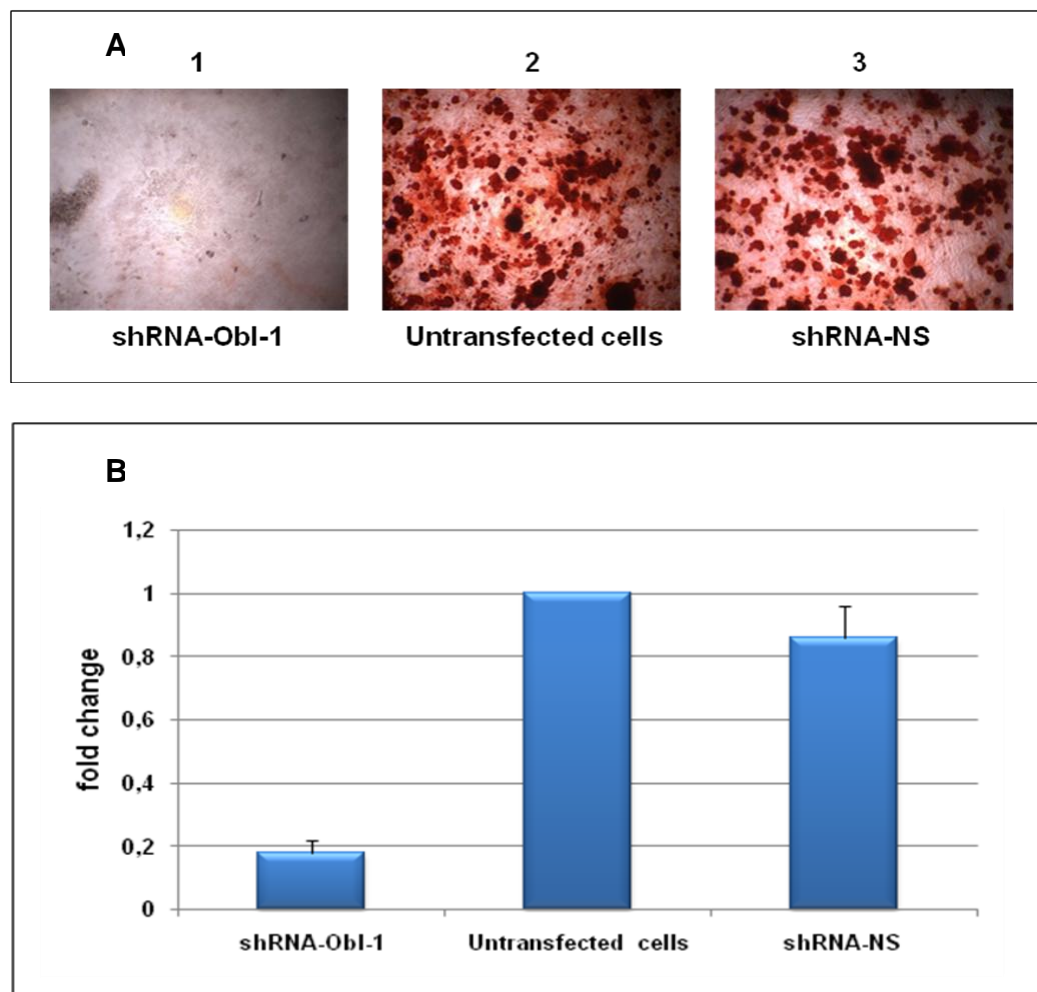 A
1 2 3
shRNA-Obl-1 Untransfected cells shRNA-NS
B
1,2
1
0,8
0,6
0,4
0,2
0
fold change
shRNA-Obl-1 Untransfected cells shRNA-NS